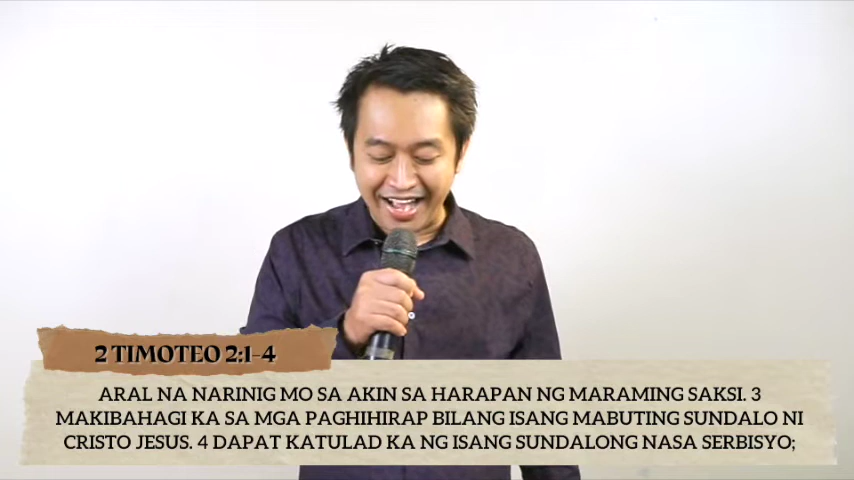 2 TIMOTEO 2:1-4
ARAL NA NARINIG MO SA AKIN SA HARAPAN NG MARAMING SAKSI. 3
MAKIBAHAGI KA SA MGA PAGHIHIRAP BILANG ISANG MABUTING SUNDALO NI
CRISTO JESUS. 4 DAPAT KATULAD KA NG ISANG SUNDALONG NASA SERBISYO;